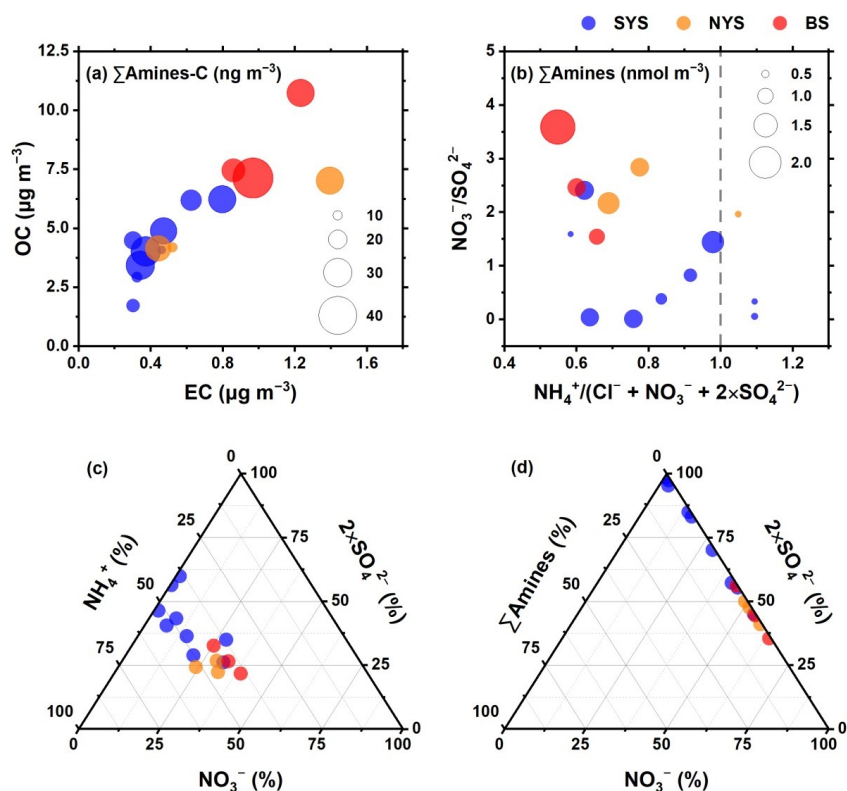 SYS NYS BS
(a) ∑Amines-C (ng m⁻³)
OC (µg m⁻³)
12.5
10.0
7.5
5.0
2.5
0.0
10
20
30
40
0.0 0.4 0.8 1.2 1.6
EC (µg m⁻³)
(b) ∑Amines (nmol m⁻³)
NO₃⁻/SO₄²⁻
5
4
3
2
1
0
0.5
1.0
1.5
2.0
0.4 0.6 0.8 1.0 1.2
NH₄⁺/(Cl⁻ + NO₃⁻ + 2×SO₄²⁻)
(c)
NH₄⁺ (%)
0
25
50
75
100
2×SO₄²⁻ (%)
100
75
50
25
0
0 25 50 75 100
NO₃⁻ (%)
(d)
∑Amines (%)
0
25
50
75
100
2×SO₄²⁻ (%)
100
75
50
25
0
0 25 50 75 100
NO₃⁻ (%)